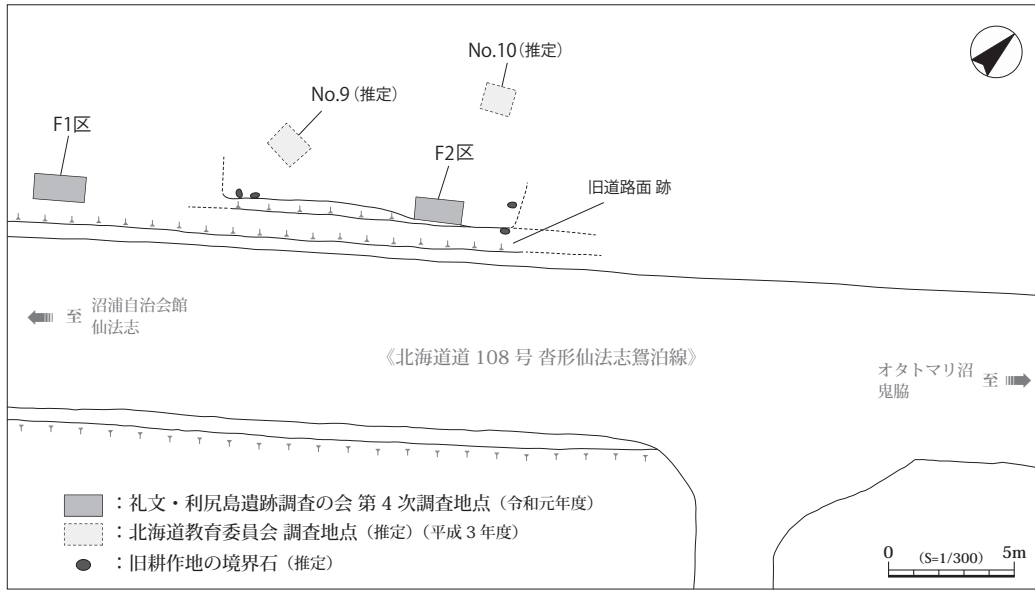 No.10(推定)
No.9(推定)
F1区
F2区
旧道路面 跡
至 沼浦自治会館
仙法志
《北海道道 108 号 沓形仙法志鴛泊線》
オタトマリ沼 至
鬼脇
:礼文・利尻島遺跡調査の会 第 4 次調査地点(令和元年度)
:北海道教育委員会 調査地点(推定)(平成 3 年度)
:旧耕作地の境界石(推定)
0 (S=1/300) 5m